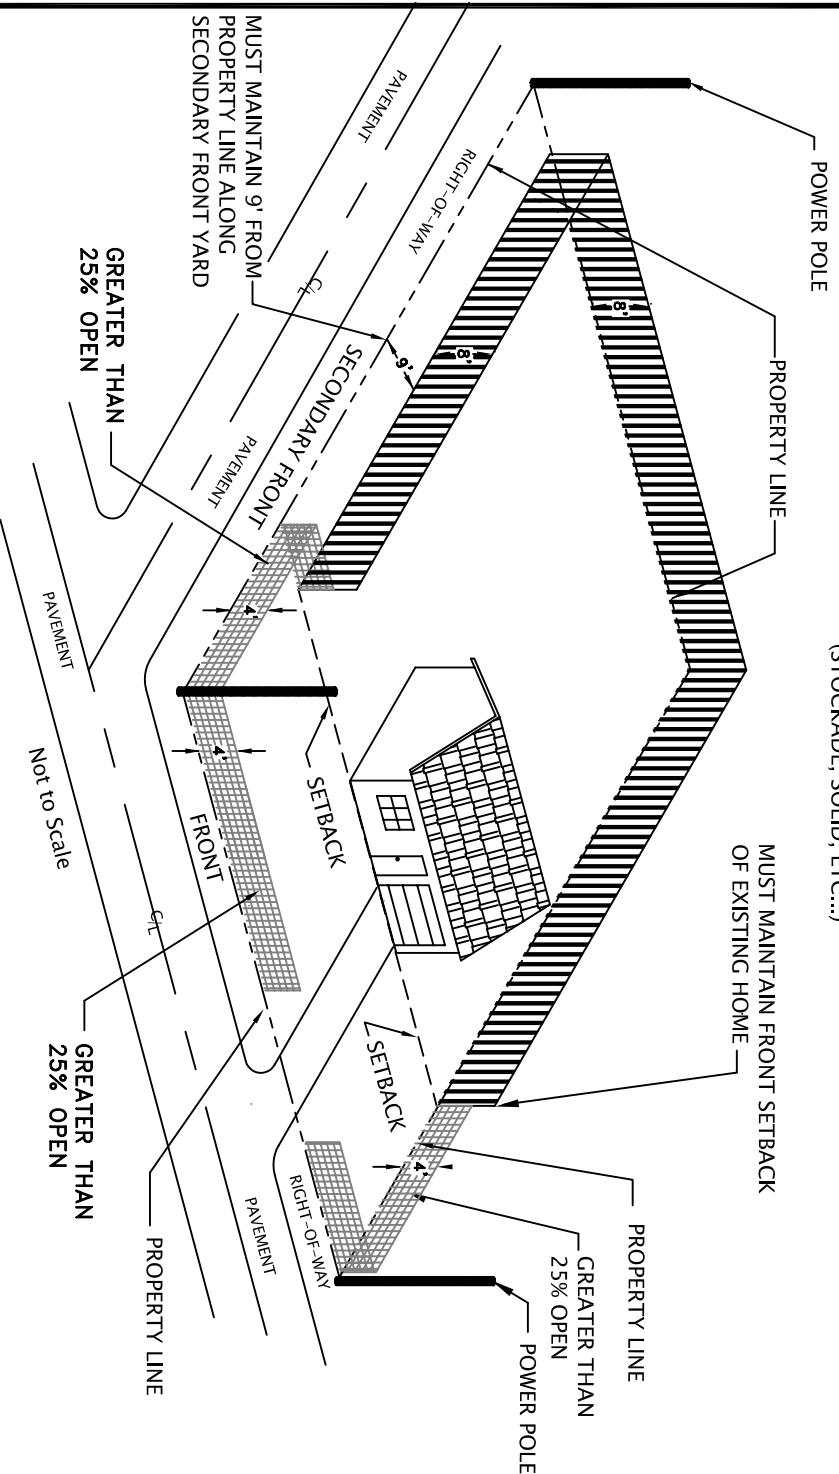 (STOCKADE, SOLID, ETC...)
POWER POLE
PROPERTY LINE
MUST MAINTAIN FRONT SETBACK
OF EXISTING HOME
8'
8'
9'
PROPERTY LINE
GREATER THAN
25% OPEN
POWER POLE
MUST MAINTAIN 9' FROM
PROPERTY LINE ALONG
SECONDARY FRONT YARD
PAVEMENT
RIGHT-OF-WAY
C/L
SECONDARY FRONT
PAVEMENT
GREATER THAN
25% OPEN
4'
4'
4'
SETBACK
SETBACK
FRONT
RIGHT-OF-WAY
PAVEMENT
C/L
PAVEMENT
Not to Scale
GREATER THAN
25% OPEN
PROPERTY LINE